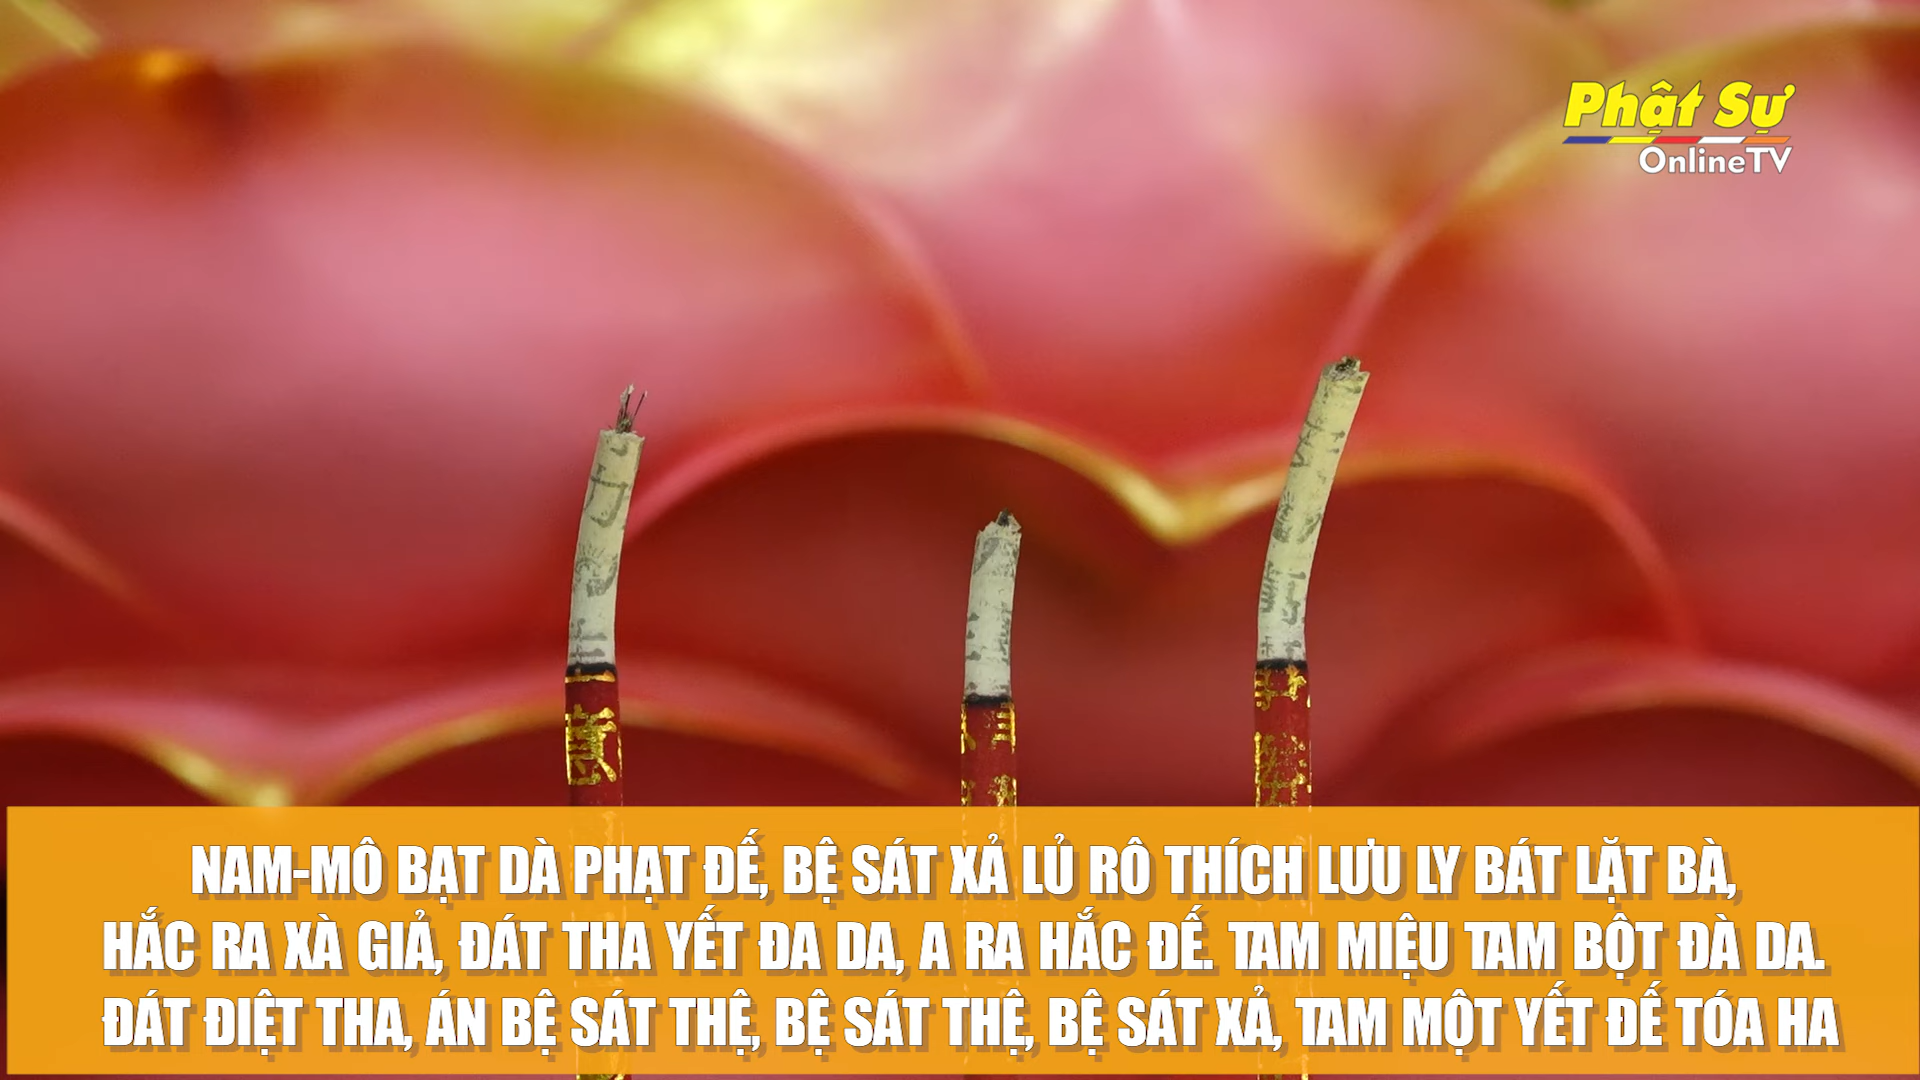 Phật Sự
OnlineTV
NAM-MÔ BẠT DÀ PHẠT ĐẾ, BỆ SÁT XẢ LỦ RÔ THÍCH LƯU LY BÁT LẶT BÀ,
HẮC RA XÀ GIẢ, ĐÁT THA YẾT ĐA DA, A RA HẮC ĐẾ. TAM MIỆU TAM BỘT ĐÀ DA.
ĐÁT ĐIỆT THA, ÁN BỆ SÁT THỆ, BỆ SÁT THỆ, BỆ SÁT XẢ, TAM MỘT YẾT ĐẾ TÓA HA